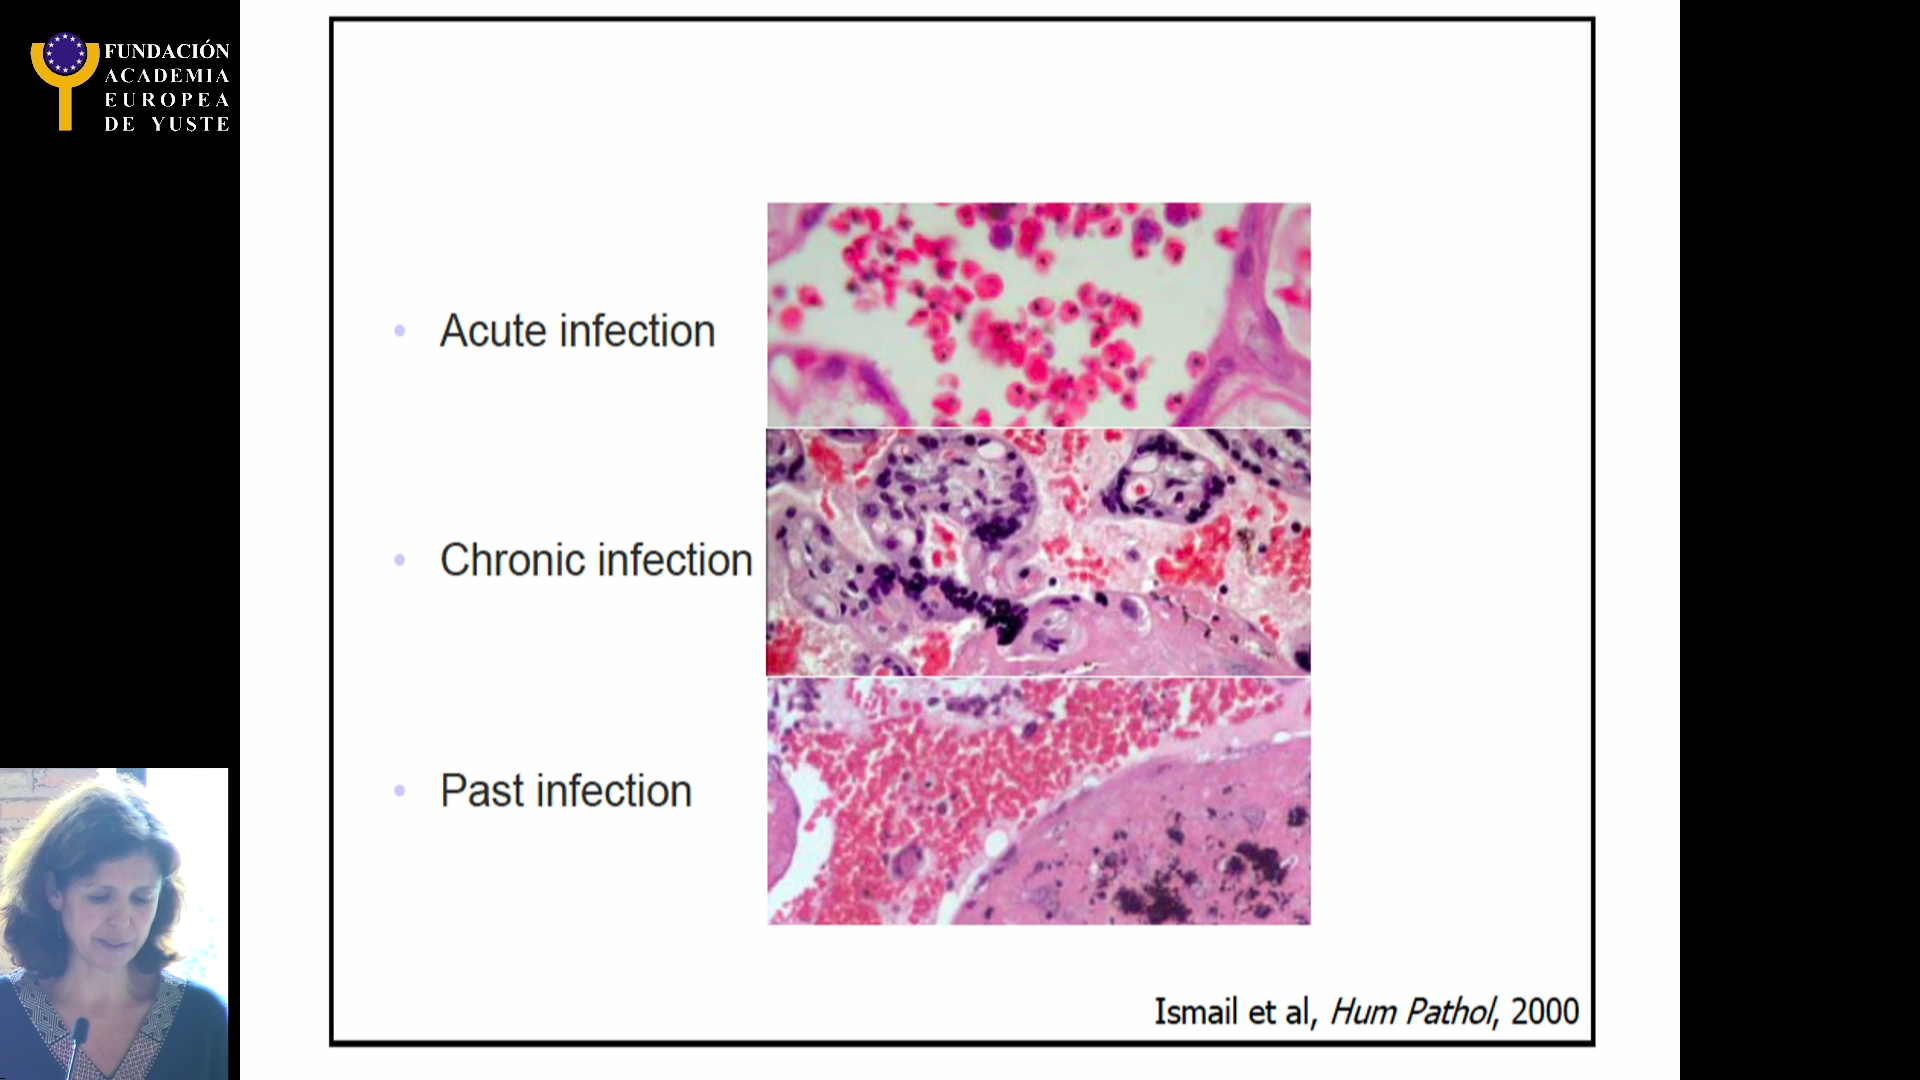 FUNDACIÓN
ACADEMIA
EUROPEA
DE YUSTE
• Acute infection
• Chronic infection
• Past infection
Ismail et al, Hum Pathol, 2000